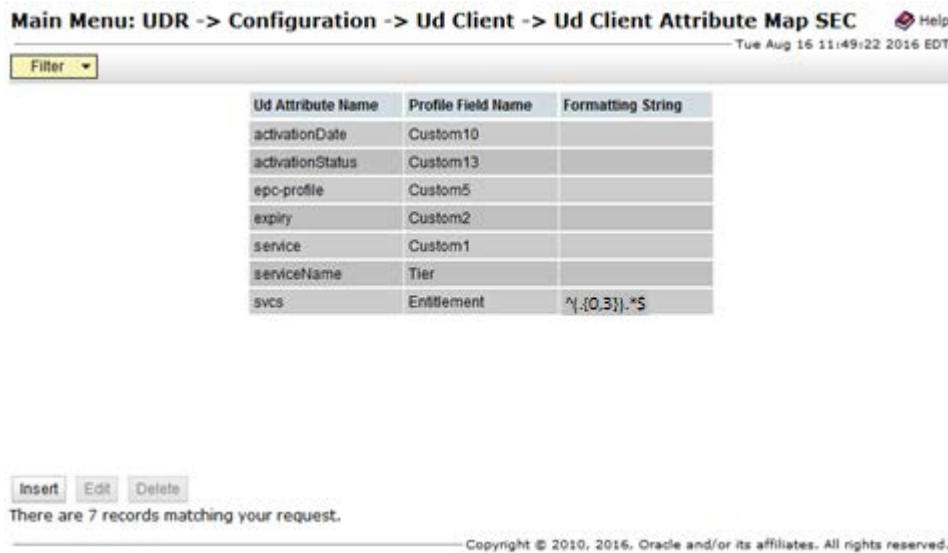 Main Menu: UDR -> Configuration -> Ud Client -> Ud Client Attribute Map SEC
Help
Tue Aug 16 11:49:22 2016 EDT
Filter
Ud Attribute Name Profile Field Name Formatting String
activationDate Custom10
activationStatus Custom13
epc-profile Custom5
expiry Custom2
service Custom1
serviceName Tier
svcs Entitlement ^(.{0,3}).*$
Insert Edit Delete
There are 7 records matching your request.
Copyright © 2010, 2016, Oracle and/or its affiliates. All rights reserved.